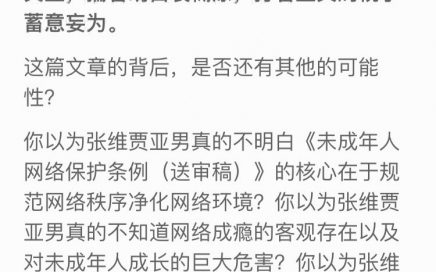 蓄意妄为。
这篇文章的背后，是否还有其他的可能
性？
你以为张维贾亚男真的不明白《未成年人
网络保护条例（送审稿）》的核心在于规
范网络秩序净化网络环境？你以为张维贾
亚男真的不知道网络成瘾的客观存在以及
对未成年人成长的巨大危害？你以为张维